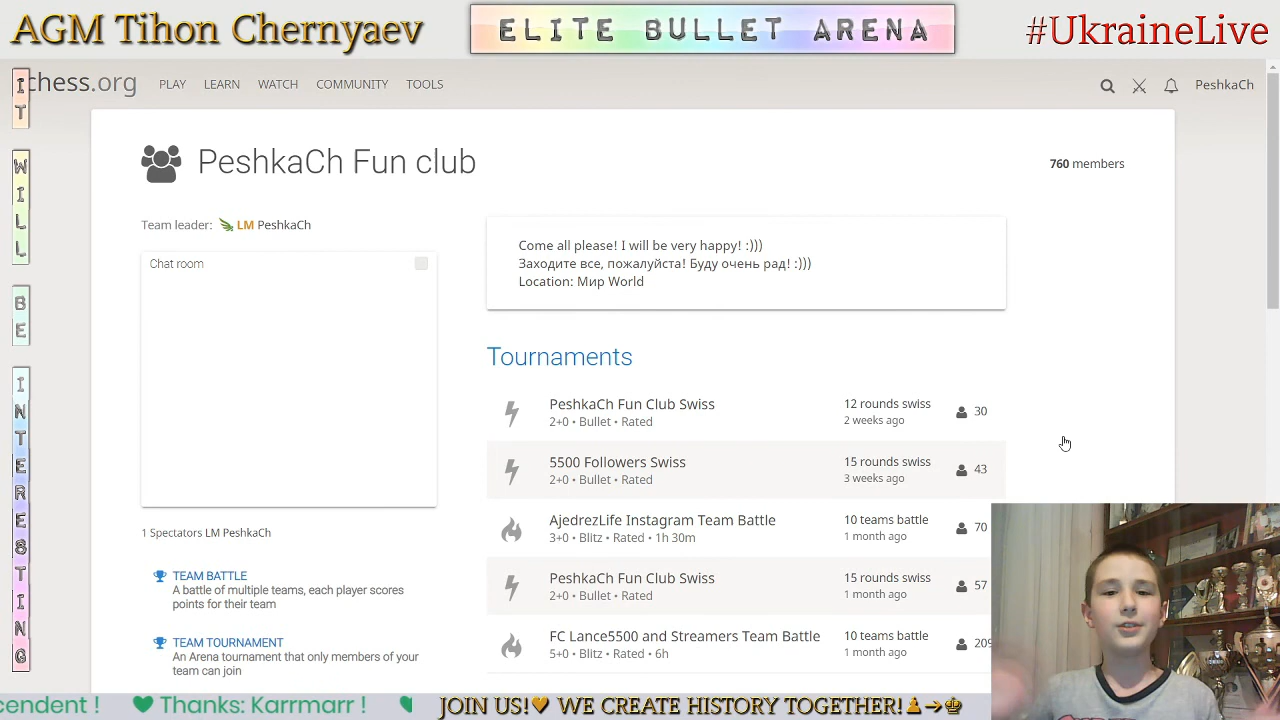 AGM Tihon Chernyaev
ELITE BULLET ARENA
#UkraineLive
IT WILL BE INTERESTING
chess.org
PLAY LEARN WATCH COMMUNITY TOOLS
PeshkaCh
PeshkaCh Fun club
760 members
Team leader: LM PeshkaCh
Chat room
Come all please! I will be very happy! :)))
Заходите все, пожалуйста! Буду очень рад! :)))
Location: Мир World
Tournaments
PeshkaCh Fun Club Swiss 12 rounds swiss 30
2+0 • Bullet • Rated 2 weeks ago
5500 Followers Swiss 15 rounds swiss 43
2+0 • Bullet • Rated 3 weeks ago
AjedrezLife Instagram Team Battle 10 teams battle 70
3+0 • Blitz • Rated • 1h 30m 1 month ago
PeshkaCh Fun Club Swiss 15 rounds swiss 57
2+0 • Bullet • Rated 1 month ago
FC Lance5500 and Streamers Team Battle 10 teams battle
5+0 • Blitz • Rated • 6h 1 month ago
1 Spectators LM PeshkaCh
TEAM BATTLE
A battle of multiple teams, each player scores
points for their team
TEAM TOURNAMENT
An Arena tournament that only members of your
team can join
cendent ! Thanks: Karrmarr !
JOIN US! WE CREATE HISTORY TOGETHER!